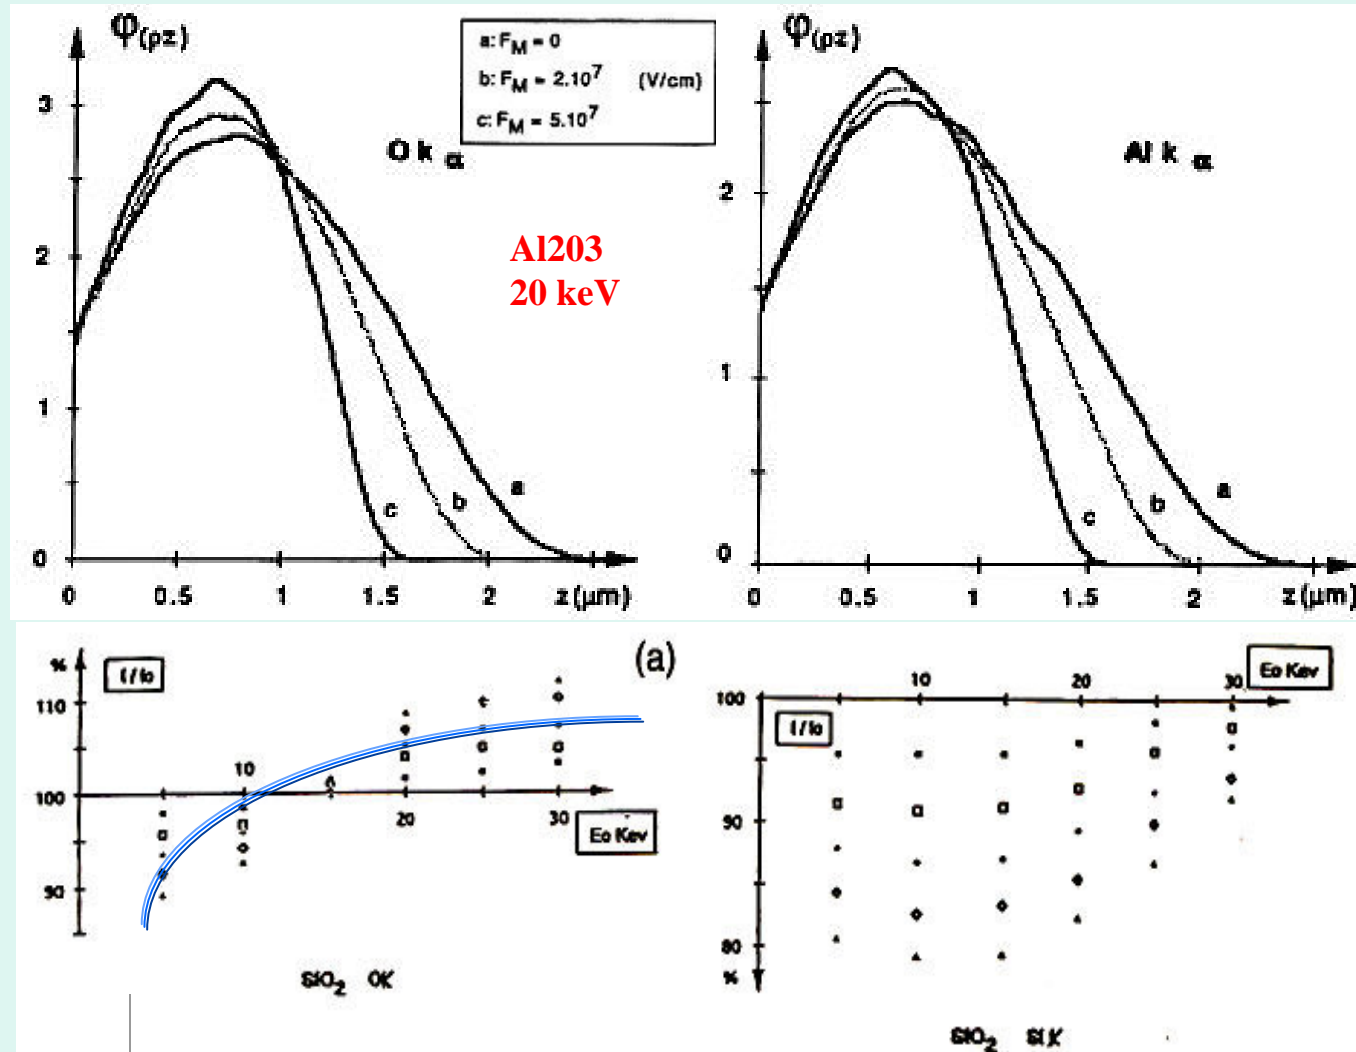 φ(ρz)
a: F_M = 0
b: F_M = 2.10^7 (V/cm)
c: F_M = 5.10^7
3
2
1
0
O k α
Al203
20 keV
c
b
a
0 0.5 1 1.5 2 z(µm)
φ(ρz)
2
1
0
Al k α
c
b
a
0 0.5 1 1.5 2 z(µm)
(a)
%
I/Io
110
100
90
10
20
30
Eo Kev
SiO2 OK
10
20
30
Eo Kev
100
I/Io
90
80
%
SiO2 SiK